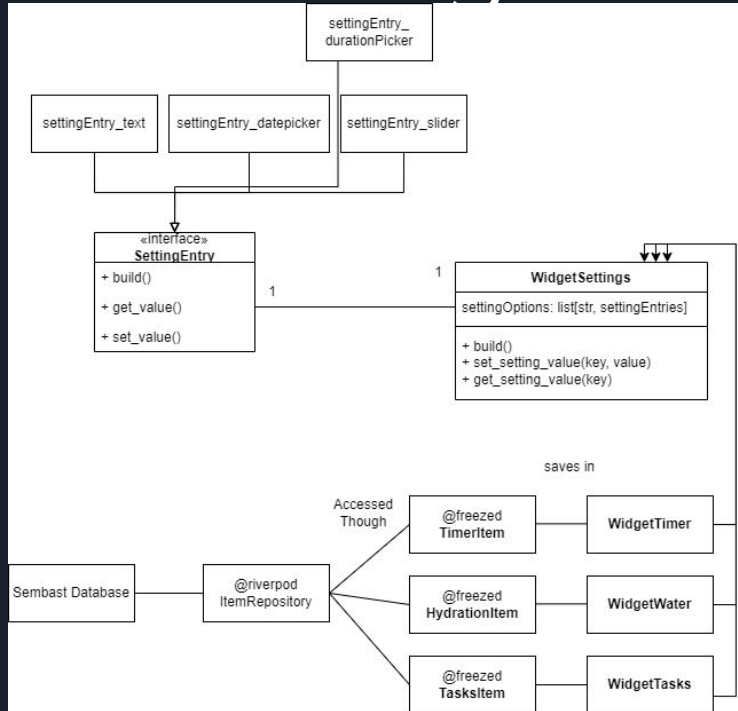 settingEntry_
durationPicker
settingEntry_text
settingEntry_datepicker
settingEntry_slider
«interface»
SettingEntry
+ build()
+ get_value()
+ set_value()
1
1
WidgetSettings
settingOptions: list[str, settingEntries]
+ build()
+ set_setting_value(key, value)
+ get_setting_value(key)
saves in
Accessed
Though
@freezed
TimerItem
WidgetTimer
Sembast Database
@riverpod
ItemRepository
@freezed
HydrationItem
WidgetWater
@freezed
TasksItem
WidgetTasks